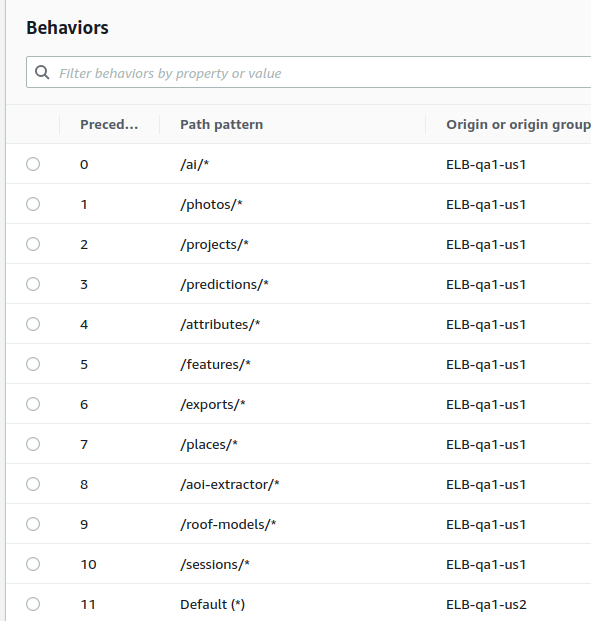 Behaviors
Filter behaviors by property or value
Preced... Path pattern Origin or origin group
0 /ai/* ELB-qa1-us1
1 /photos/* ELB-qa1-us1
2 /projects/* ELB-qa1-us1
3 /predictions/* ELB-qa1-us1
4 /attributes/* ELB-qa1-us1
5 /features/* ELB-qa1-us1
6 /exports/* ELB-qa1-us1
7 /places/* ELB-qa1-us1
8 /aoi-extractor/* ELB-qa1-us1
9 /roof-models/* ELB-qa1-us1
10 /sessions/* ELB-qa1-us1
11 Default (*) ELB-qa1-us2